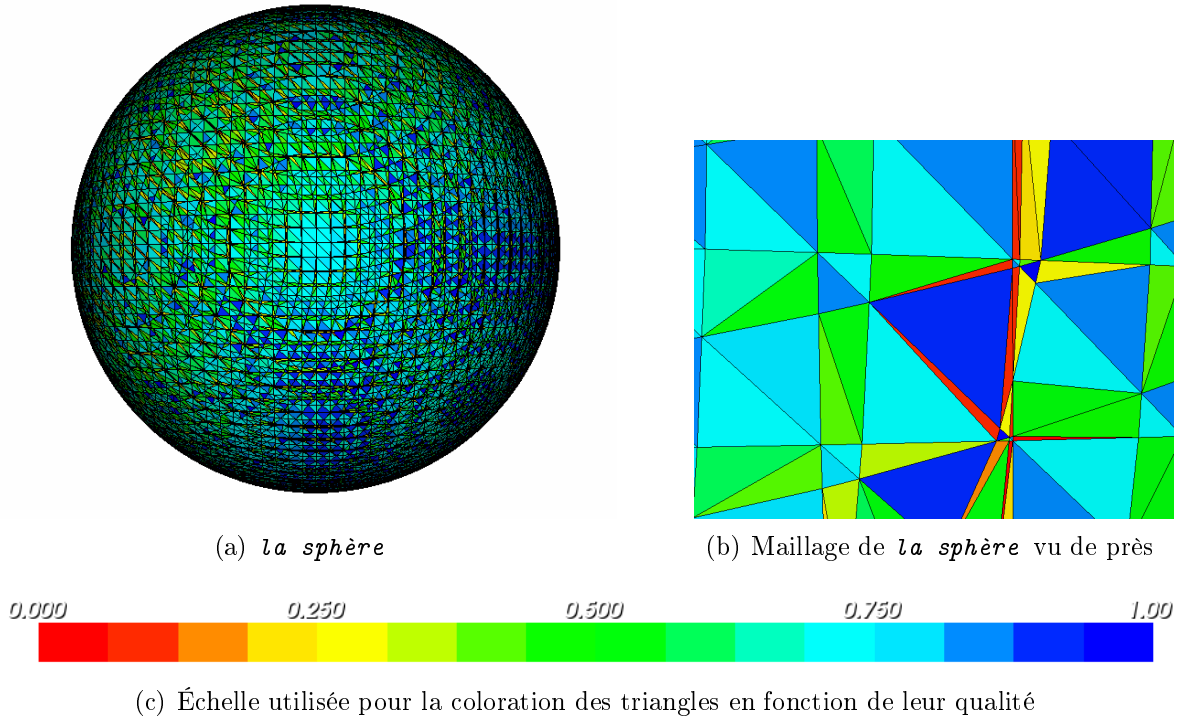 (a) la sphère
(b) Maillage de la sphère vu de près
0.000 0.250 0.500 0.750 1.00
(c) Échelle utilisée pour la coloration des triangles en fonction de leur qualité